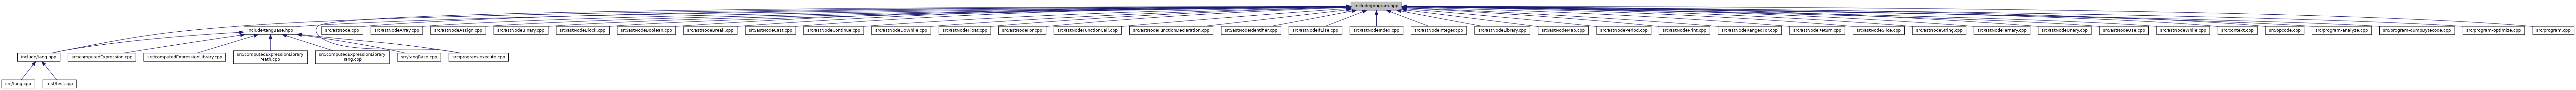 include/program.hpp
include/tangBase.hpp
src/astNode.cpp
src/astNodeArray.cpp
src/astNodeAssign.cpp
src/astNodeBinary.cpp
src/astNodeBlock.cpp
src/astNodeBoolean.cpp
src/astNodeBreak.cpp
src/astNodeCast.cpp
src/astNodeContinue.cpp
src/astNodeDoWhile.cpp
src/astNodeFloat.cpp
src/astNodeFor.cpp
src/astNodeFunctionCall.cpp
src/astNodeFunctionDeclaration.cpp
src/astNodeIdentifier.cpp
src/astNodeIfElse.cpp
src/astNodeIndex.cpp
src/astNodeInteger.cpp
src/astNodeLibrary.cpp
src/astNodeMap.cpp
src/astNodePeriod.cpp
src/astNodePrint.cpp
src/astNodeRangedFor.cpp
src/astNodeReturn.cpp
src/astNodeSlice.cpp
src/astNodeString.cpp
src/astNodeTernary.cpp
src/astNodeUnary.cpp
src/astNodeUse.cpp
src/astNodeWhile.cpp
src/context.cpp
src/opcode.cpp
src/program-analyze.cpp
src/program-dumpBytecode.cpp
src/program-optimize.cpp
src/program.cpp
include/tang.hpp
src/computedExpression.cpp
src/computedExpressionLibrary.cpp
src/computedExpressionLibrary
Math.cpp
src/computedExpressionLibrary
Tang.cpp
src/tangBase.cpp
src/program-execute.cpp
src/tang.cpp
test/test.cpp